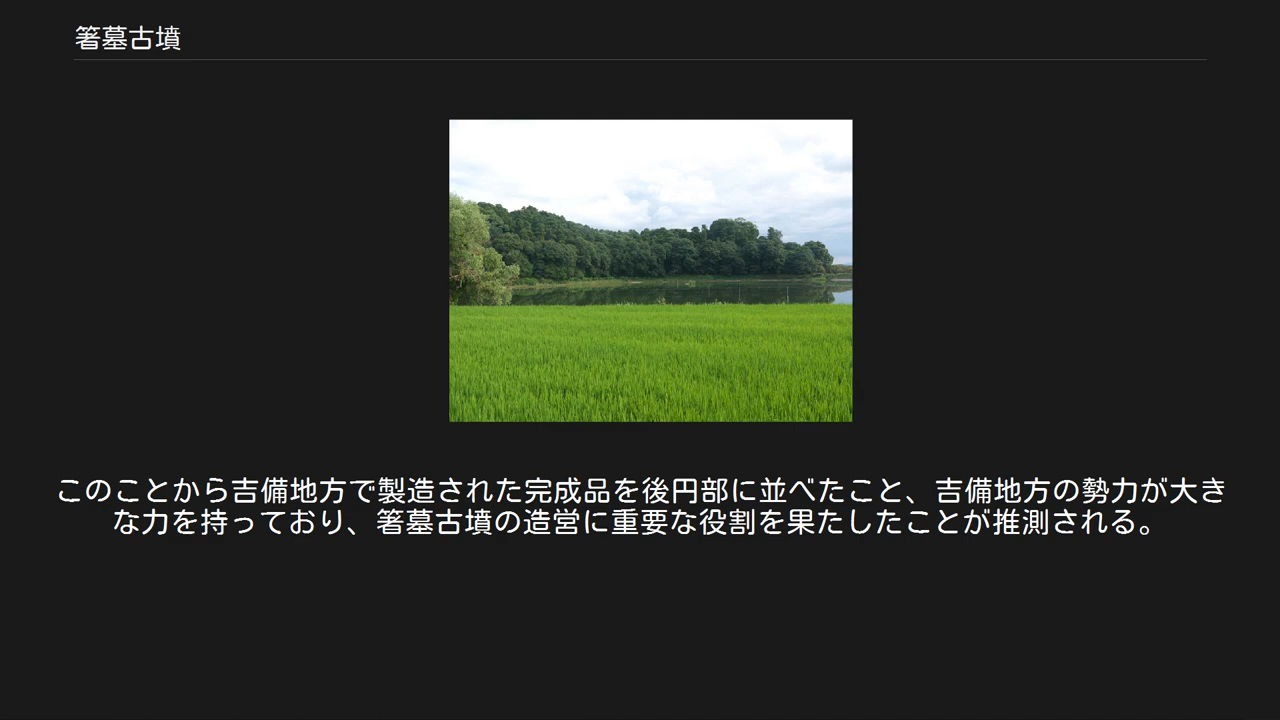 箸墓古墳
このことから吉備地方で製造された完成品を後円部に並べたこと、吉備地方の勢力が大き
な力を持っており、箸墓古墳の造営に重要な役割を果たしたことが推測される。